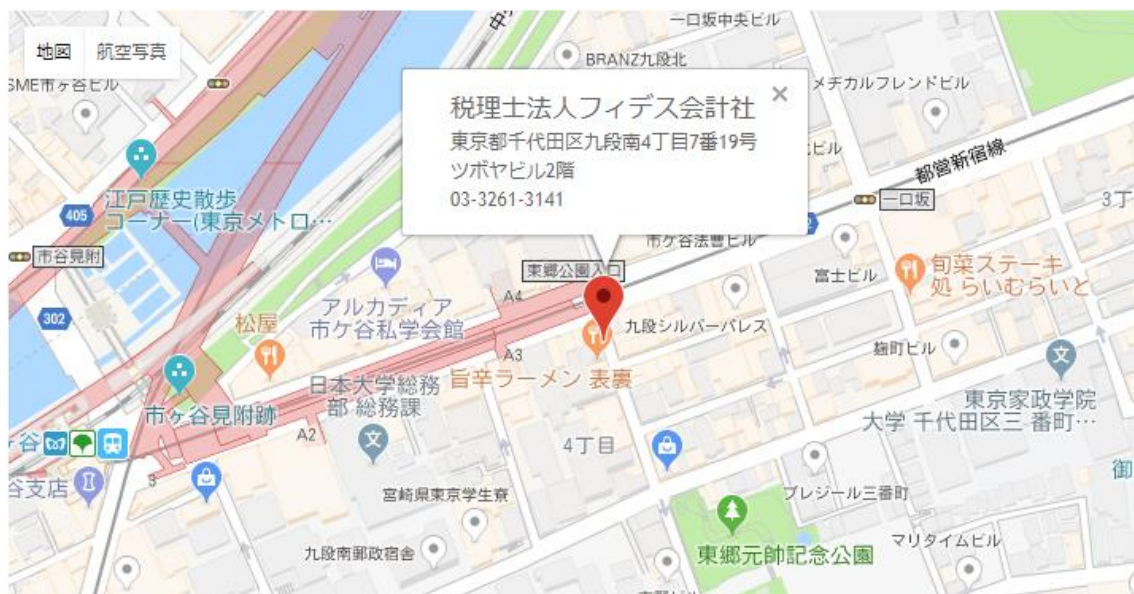 一口坂中央ビル
地図
航空写真
BRANZ九段北
SME市ヶ谷ビル
メヂカルフレンドビル
税理士法人フィデス会計社
東京都千代田区九段南4丁目7番19号
ツボヤビル2階
03-3261-3141
都営新宿線
江戸歴史散歩
コーナー(東京メトロ…
405
一口坂
3丁
市谷見附
市ケ谷法曹ビル
東郷公園入口
富士ビル
旬菜ステーキ
処 らいむらいと
A4
アルカディア
市ケ谷私学会館
302
松屋
九段シルバーパレス
A3
麹町ビル
旨辛ラーメン 表裏
日本大学総務
部 総務課
東京家政学院
大学 千代田区三 番町…
市ヶ谷見附跡
A2
4丁目
ヶ谷
御
谷支店
3
宮崎県東京学生寮
プレジール三番町
東郷元帥記念公園
マリタイムビル
九段南郵政宿舎